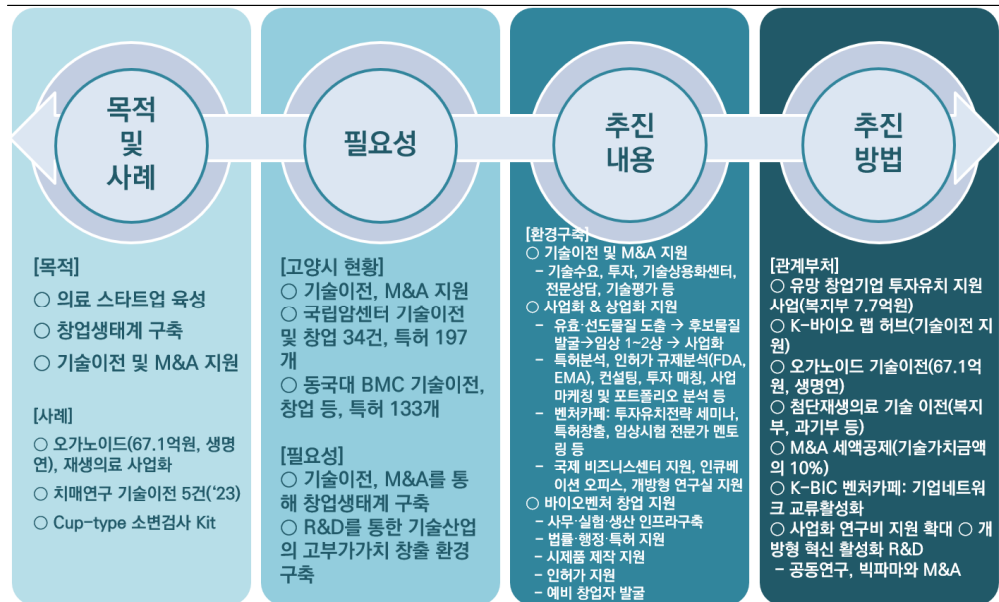 목적
및
사례
[목적]
○ 의료 스타트업 육성
○ 창업생태계 구축
○ 기술이전 및 M&A 지원
[사례]
○ 오가노이드(67.1억원, 생명
연), 재생의료 사업화
○ 치매연구 기술이전 5건('23)
○ Cup-type 소변검사 Kit
필요성
[고양시 현황]
○ 기술이전, M&A 지원
○ 국립암센터 기술이전
및 창업 34건, 특허 197
개
○ 동국대 BMC 기술이전,
창업 등, 특허 133개
[필요성]
○ 기술이전, M&A를 통
해 창업생태계 구축
○ R&D를 통한 기술산업
의 고부가가치 창출 환경
구축
추진
내용
[환경구축]
○ 기술이전 및 M&A 지원
- 기술수요, 투자, 기술상용화센터,
전문상담, 기술평가 등
○ 사업화 & 상업화 지원
- 유효·선도물질 도출 → 후보물질
발굴→임상 1~2상 → 사업화
- 특허분석, 인허가 규제분석(FDA,
EMA), 컨설팅, 투자 매칭, 사업
마케칭 및 포트폴리오 분석 등
- 벤처카페: 투자유치전략 세미나,
특허창출, 임상시험 전문가 멘토
링 등
- 국제 비즈니스센터 지원, 인큐베
이션 오피스, 개방형 연구실 지원
○ 바이오벤처 창업 지원
- 사무·실험·생산 인프라구축
- 법률·행정·특허 지원
- 시제품 제작 지원
- 인허가 지원
- 예비 창업자 발굴
추진
방법
[관계부처]
○ 유망 창업기업 투자유치 지원
사업(복지부 7.7억원)
○ K-바이오 랩 허브(기술이전 지
원)
○ 오가노이드 기술이전(67.1억
원, 생명연)
○ 첨단재생의료 기술 이전(복지
부, 과기부 등)
○ M&A 세액공제(기술가치금액
의 10%)
○ K-BIC 벤처카페: 기업네트워
크 교류활성화
○ 사업화 연구비 지원 확대 ○ 개
방형 혁신 활성화 R&D
- 공동연구, 빅파마와 M&A